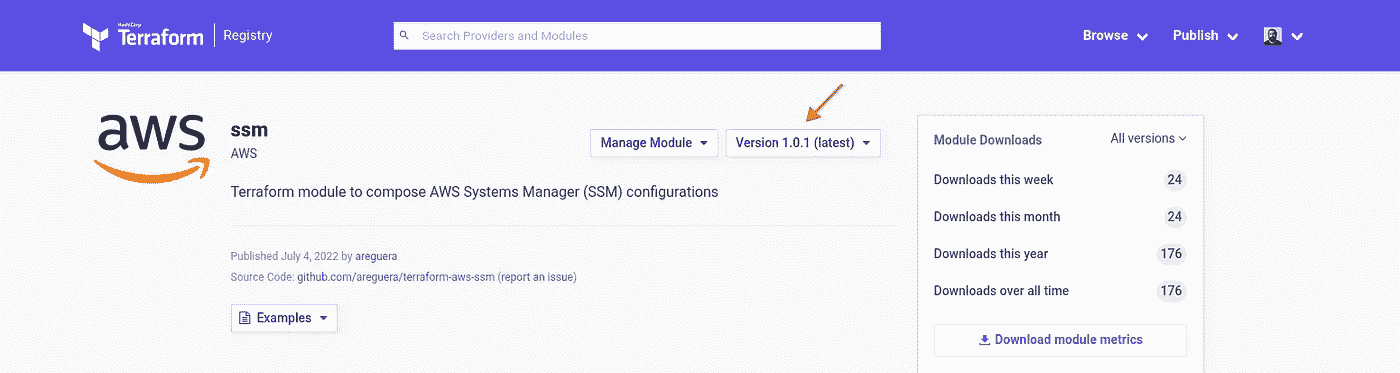 HashiCorp
Terraform Registry
Search Providers and Modules
Browse
Publish
aws
ssm
AWS
Manage Module
Version 1.0.1 (latest)
Terraform module to compose AWS Systems Manager (SSM) configurations
Published July 4, 2022 by areguera
Source Code: github.com/areguera/terraform-aws-ssm (report an issue)
Examples
Module Downloads All versions
Downloads this week 24
Downloads this month 24
Downloads this year 176
Downloads over all time 176
Download module metrics